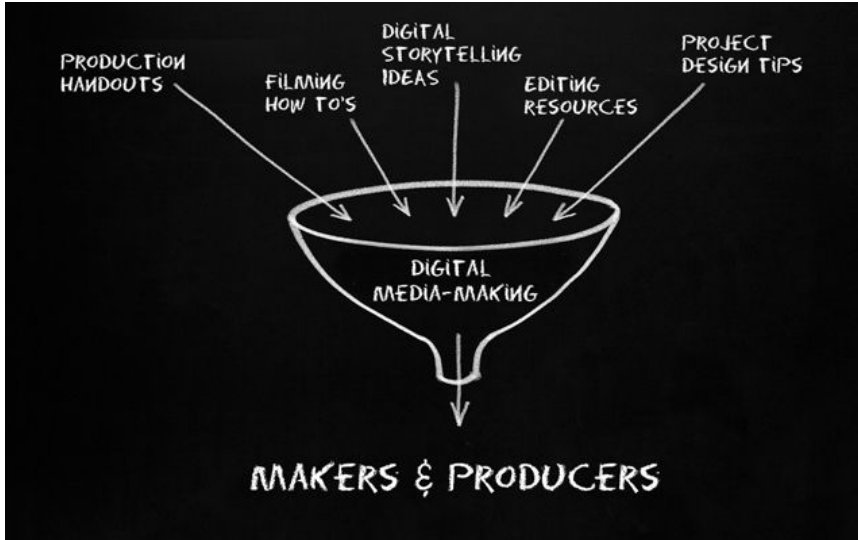 PRODUCTION
HANDOUTS
FILMING
HOW TO'S
DIGITAL
STORYTELLING
IDEAS
EDITING
RESOURCES
PROJECT
DESIGN TIPS
DIGITAL
MEDIA-MAKING
MAKERS & PRODUCERS